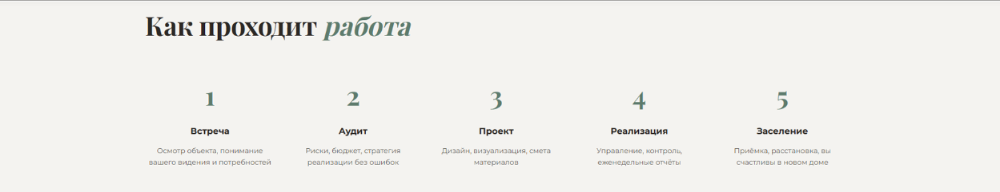 Как проходит работа
1
2
3
4
5
Встреча
Аудит
Проект
Реализация
Заселение
Осмотр объекта, понимание
вашего видения и потребностей
Риски, бюджет, стратегия
реализации без ошибок
Дизайн, визуализация, смета
материалов
Управление, контроль,
еженедельные отчёты
Приёмка, расстановка, вы
счастливы в новом доме